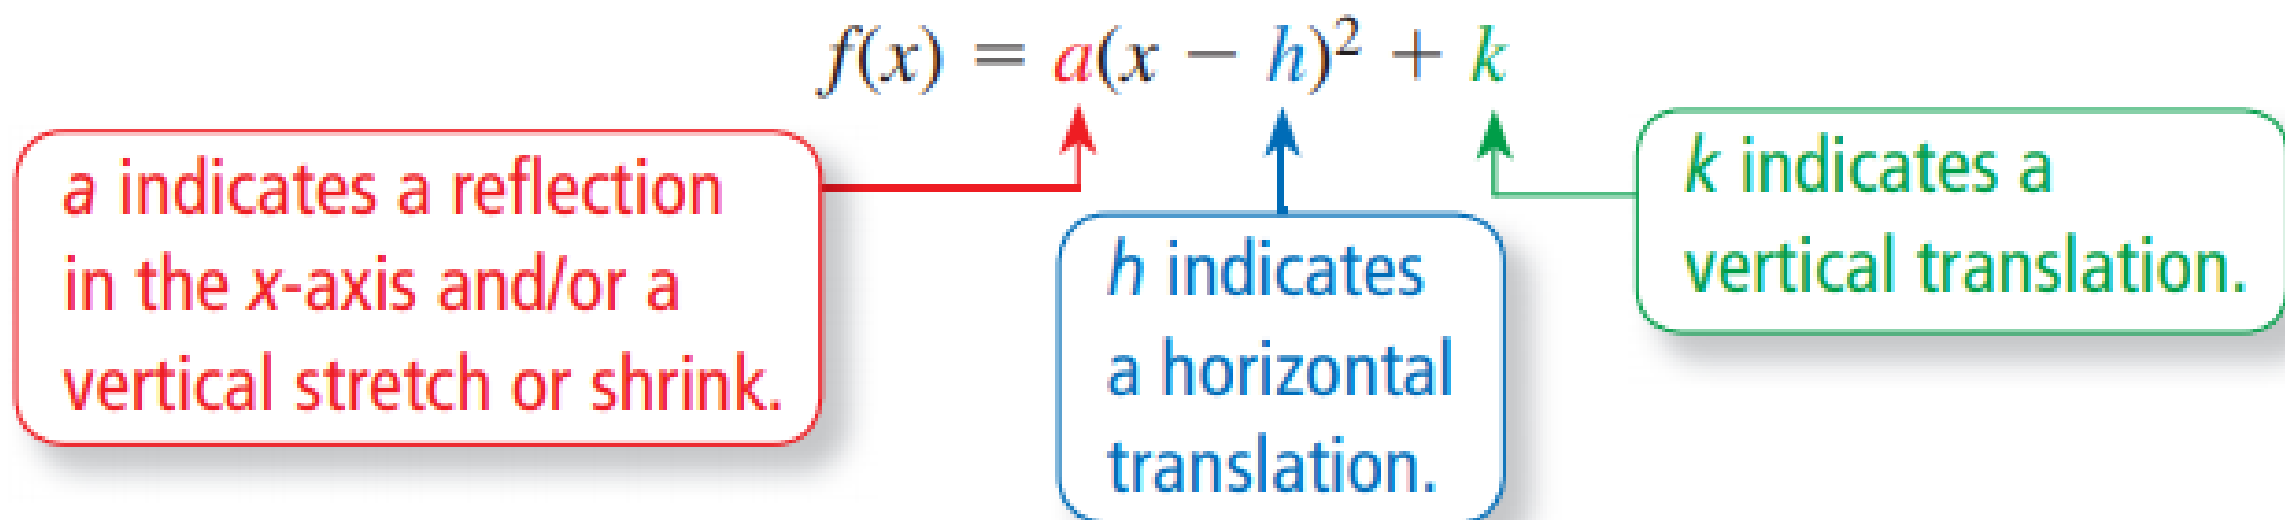 f(x) = a(x − h)² + k
a indicates a reflection
in the x-axis and/or a
vertical stretch or shrink.
h indicates
a horizontal
translation.
k indicates a
vertical translation.